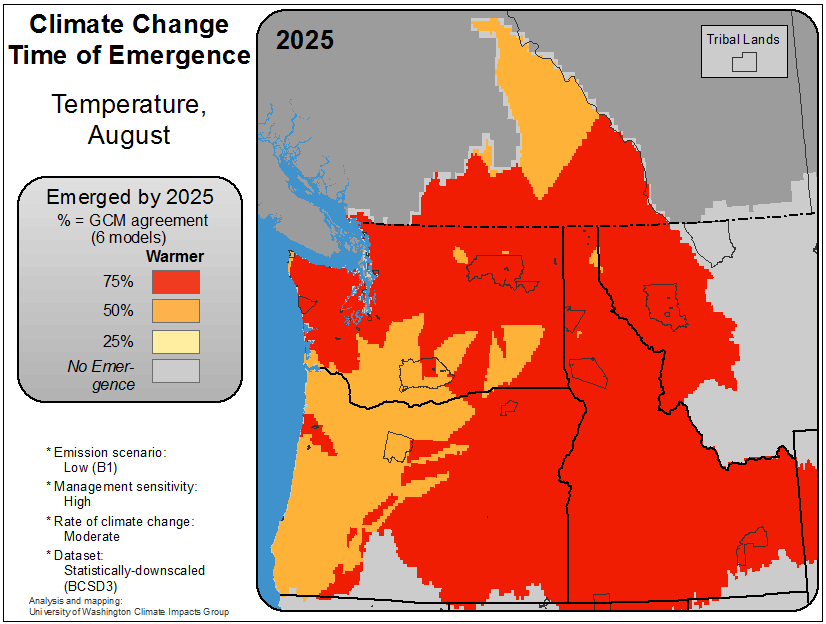 Climate Change
Time of Emergence
Temperature,
August
Emerged by 2025
% = GCM agreement
(6 models)
Warmer
75%
50%
25%
No Emer-
gence
* Emission scenario:
Low (B1)
* Management sensitivity:
High
* Rate of climate change:
Moderate
* Dataset:
Statistically-downscaled
(BCSD3)
Analysis and mapping:
University of Washington Climate Impacts Group
2025
Tribal Lands